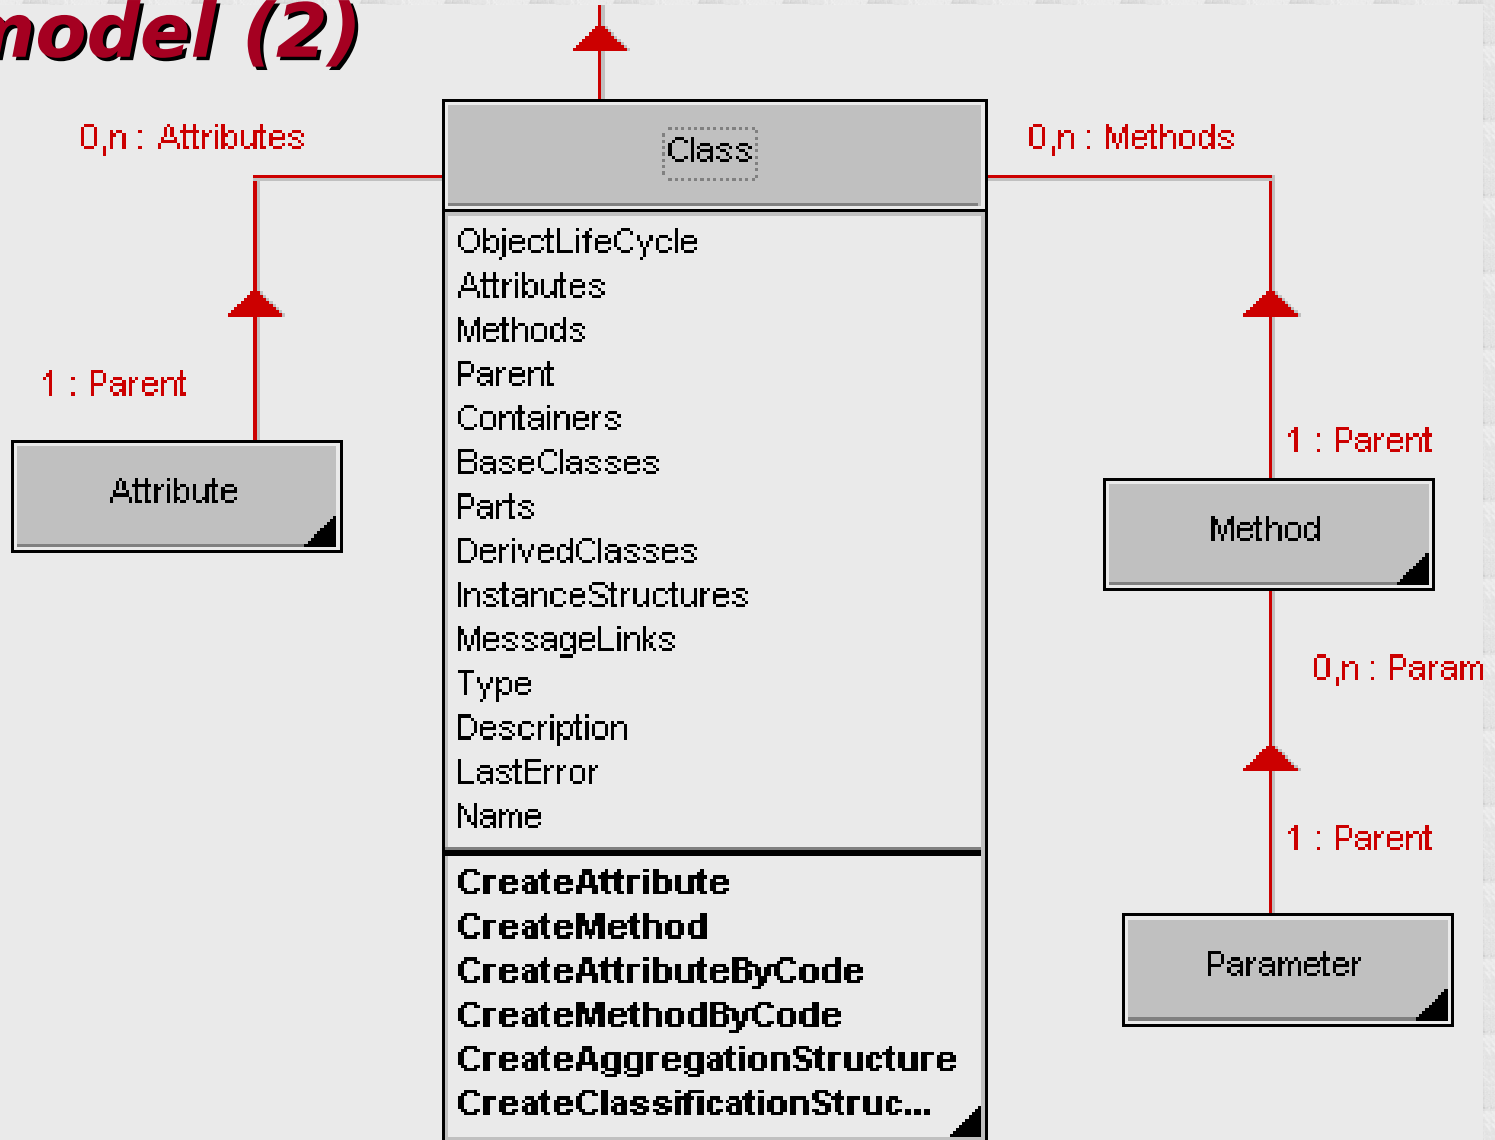 model (2)
0,n : Attributes
Class
0,n : Methods
ObjectLifeCycle
Attributes
Methods
Parent
Containers
BaseClasses
Parts
DerivedClasses
InstanceStructures
MessageLinks
Type
Description
LastError
Name
CreateAttribute
CreateMethod
CreateAttributeByCode
CreateMethodByCode
CreateAggregationStructure
CreateClassificationStruc...
1 : Parent
Attribute
1 : Parent
Method
0,n : Param
1 : Parent
Parameter